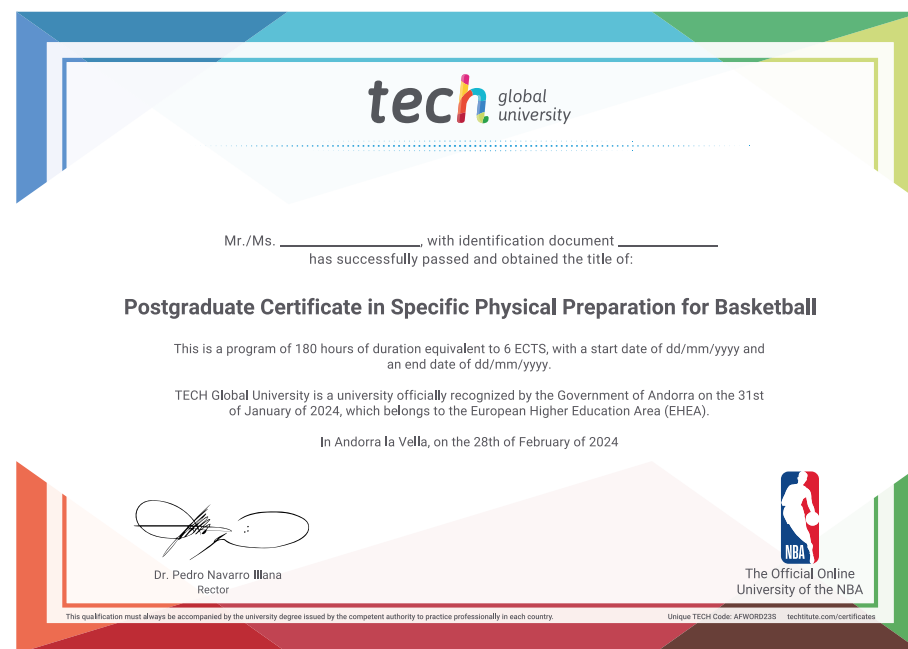 tech global university
Mr./Ms. ____________________, with identification document ______________
has successfully passed and obtained the title of:
Postgraduate Certificate in Specific Physical Preparation for Basketball
This is a program of 180 hours of duration equivalent to 6 ECTS, with a start date of dd/mm/yyyy and
an end date of dd/mm/yyyy.
TECH Global University is a university officially recognized by the Government of Andorra on the 31st
of January of 2024, which belongs to the European Higher Education Area (EHEA).
In Andorra la Vella, on the 28th of February of 2024
Dr. Pedro Navarro Illana
Rector
NBA
The Official Online
University of the NBA
This qualification must always be accompanied by the university degree issued by the competent authority to practice professionally in each country.
Unique TECH Code: AFWORD23S techtitute.com/certificates